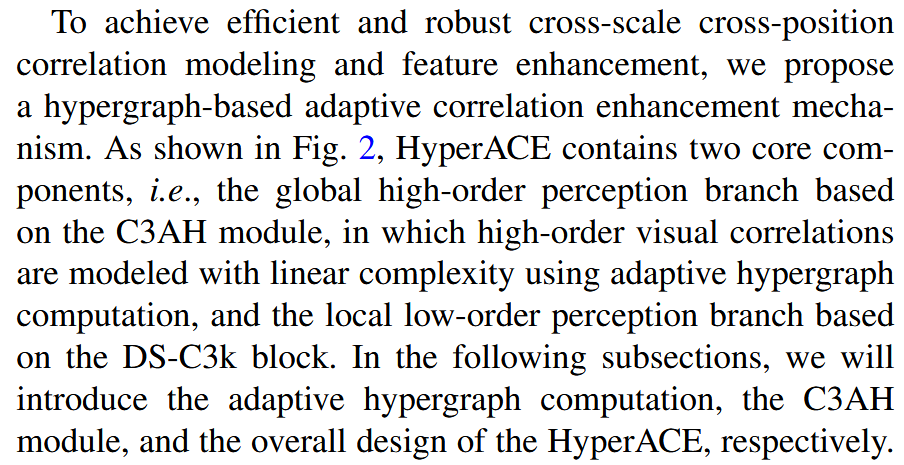 To achieve efficient and robust cross-scale cross-position
correlation modeling and feature enhancement, we propose
a hypergraph-based adaptive correlation enhancement mecha-
nism. As shown in Fig. 2, HyperACE contains two core com-
ponents, i.e., the global high-order perception branch based
on the C3AH module, in which high-order visual correlations
are modeled with linear complexity using adaptive hypergraph
computation, and the local low-order perception branch based
on the DS-C3k block. In the following subsections, we will
introduce the adaptive hypergraph computation, the C3AH
module, and the overall design of the HyperACE, respectively.